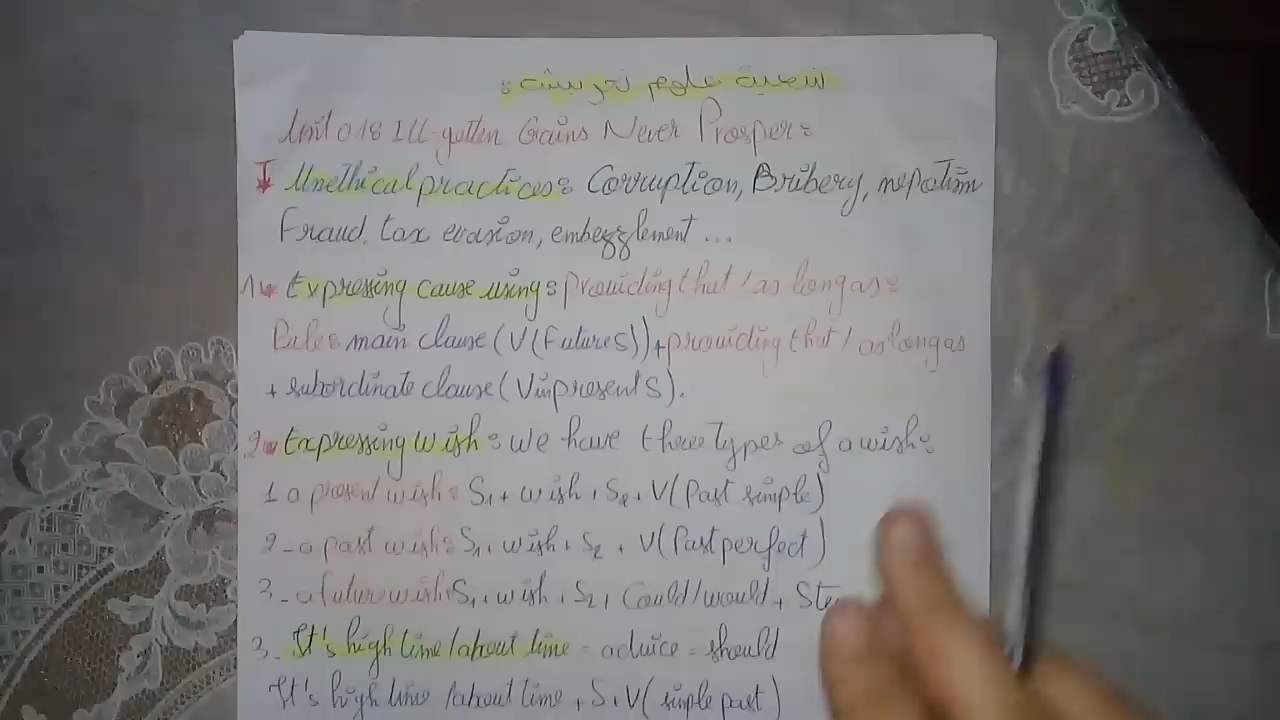 شعبة علوم تجريبية:
Unit 01: Ill-gotten Gains Never Prosper:
I Unethical practices: Corruption, Bribery, nepotism
Fraud, tax evasion, embezzlement ...
1 Expressing cause using: providing that / as long as:
Rule: main clause (V(Future S)) + providing that / as long as
+ subordinate clause (V in present S).
2 Expressing wish: we have three types of a wish:
1 a present wish: S1 + wish + S2 + V (Past simple)
2 - a past wish: S1 + wish + S2 + V (Past perfect)
3 - a future wish: S1 + wish + S2 + Could/would + Ste
3 - It's high time / about time = advice = should
It's high time / about time + S + V (simple past)